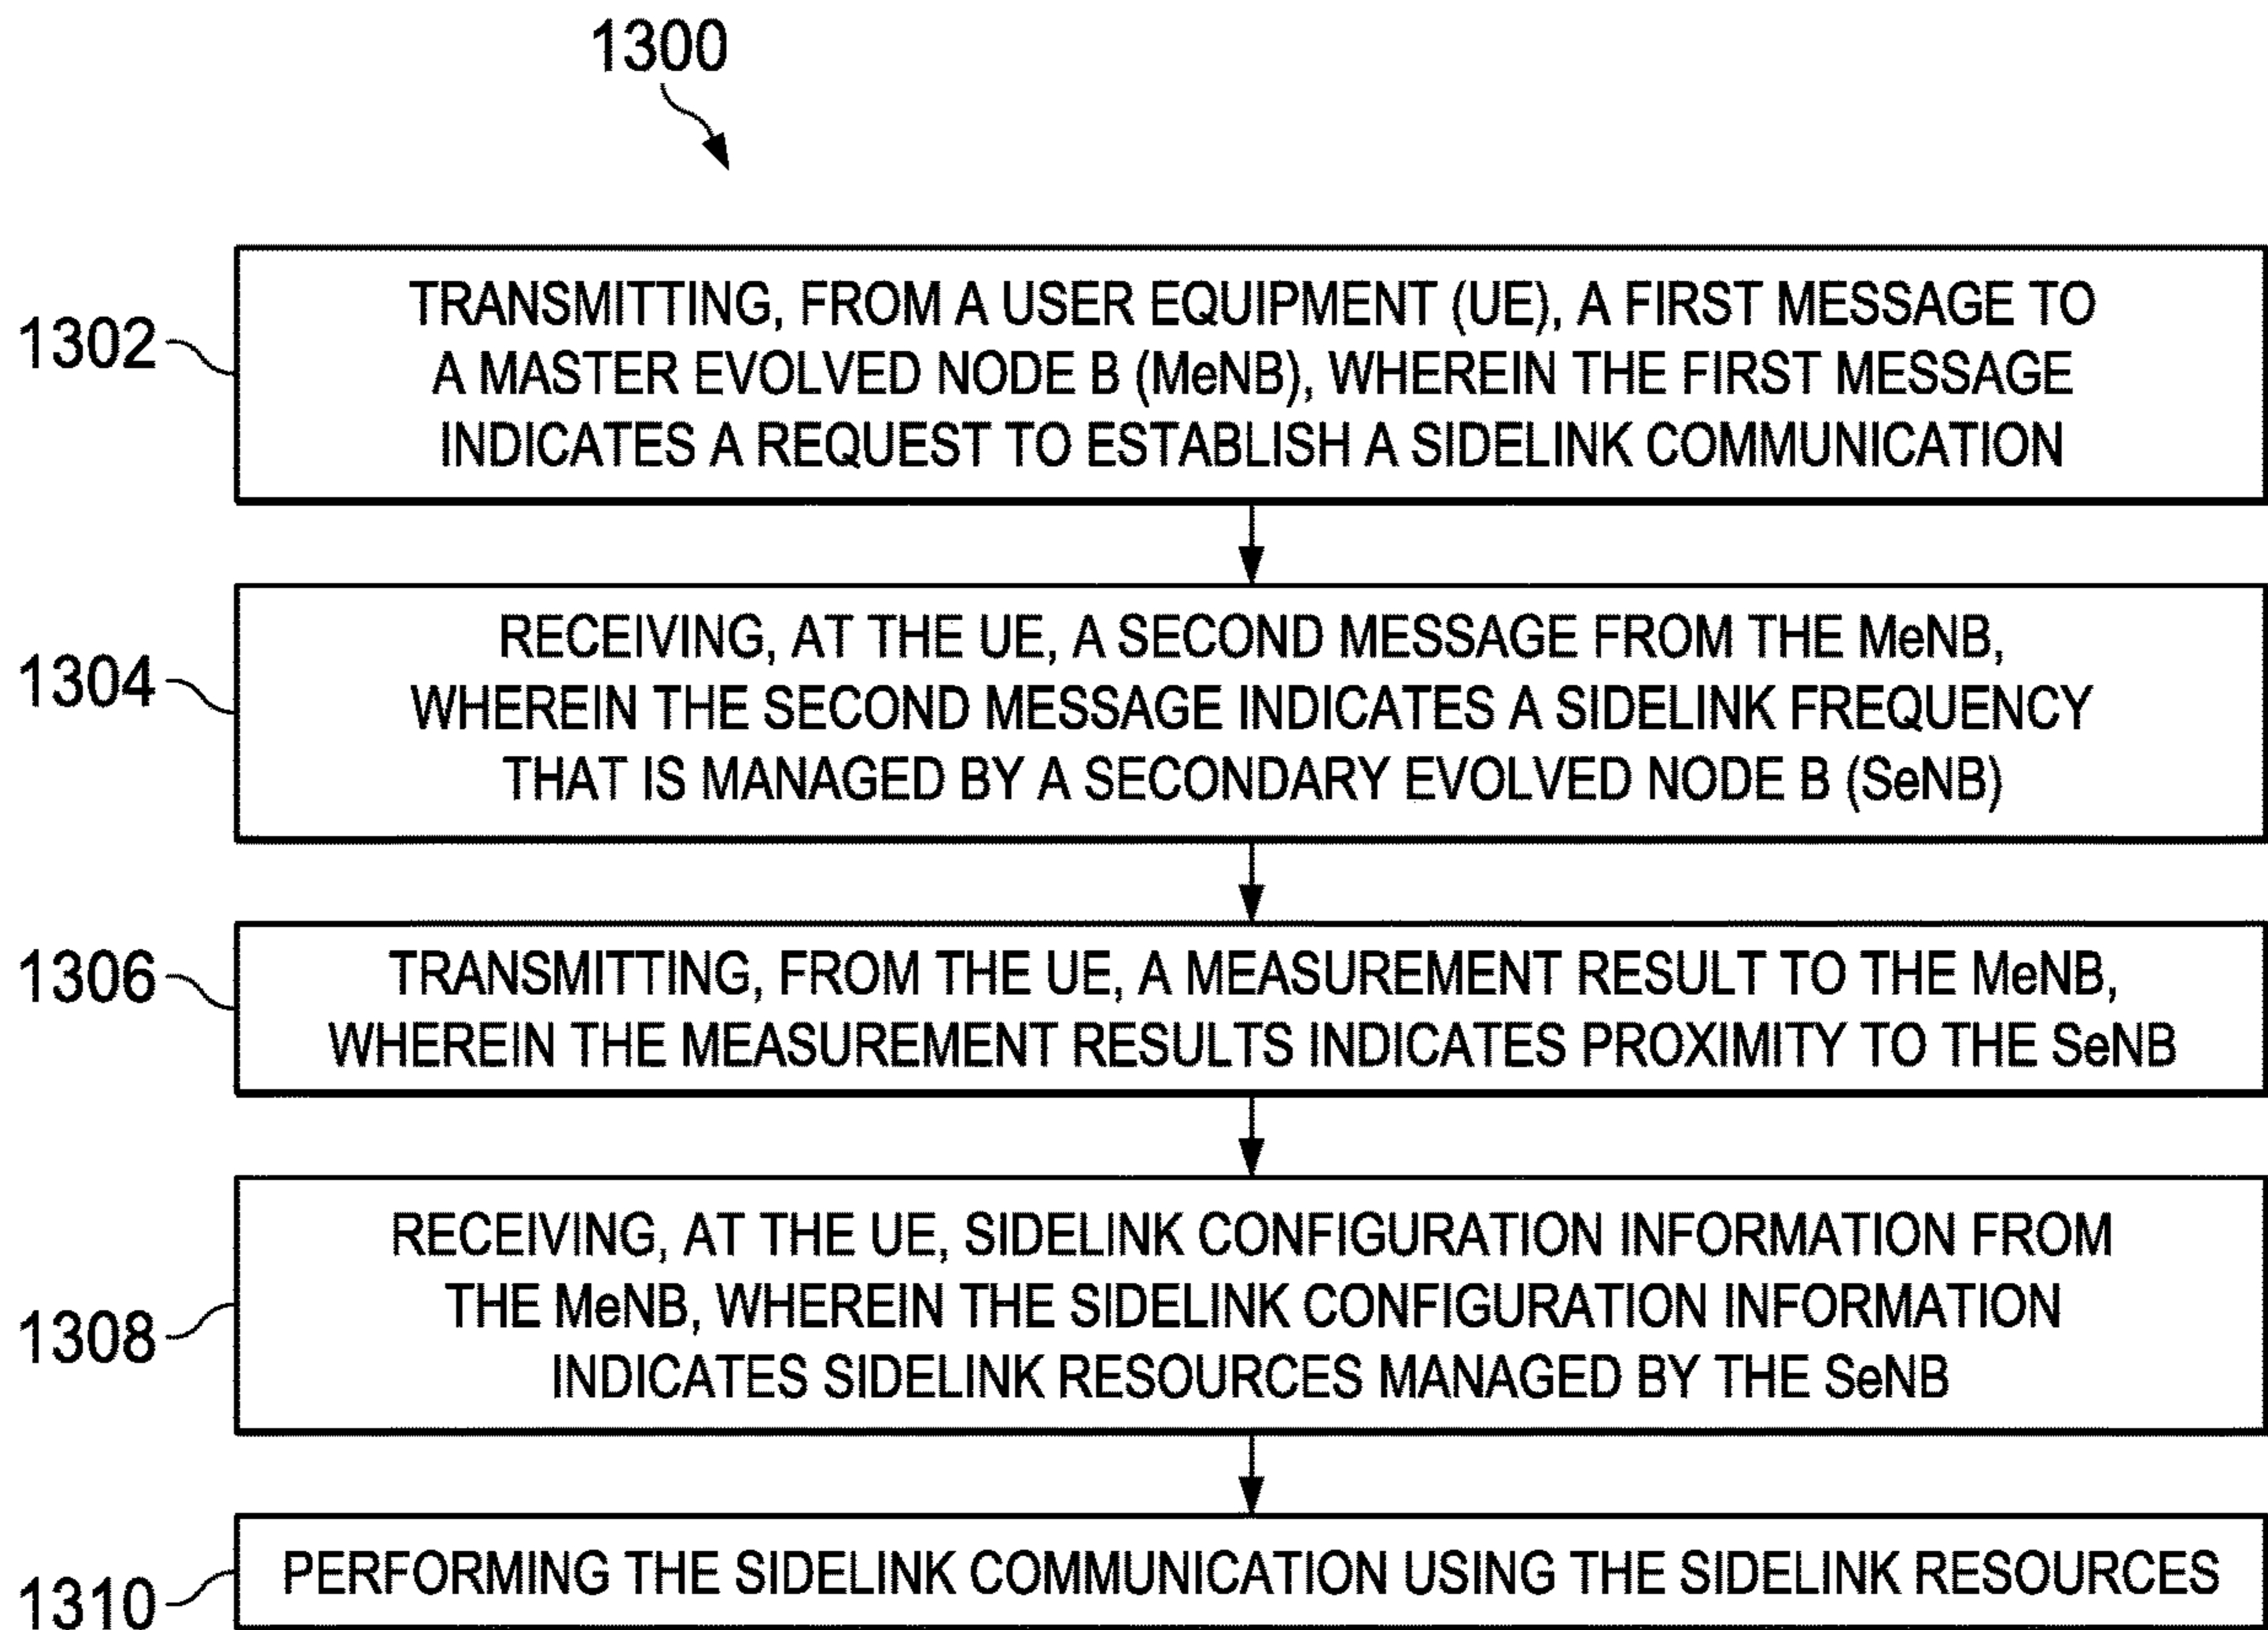 1300
1302
TRANSMITTING, FROM A USER EQUIPMENT (UE), A FIRST MESSAGE TO
A MASTER EVOLVED NODE B (MeNB), WHEREIN THE FIRST MESSAGE
INDICATES A REQUEST TO ESTABLISH A SIDELINK COMMUNICATION
1304
RECEIVING, AT THE UE, A SECOND MESSAGE FROM THE MeNB,
WHEREIN THE SECOND MESSAGE INDICATES A SIDELINK FREQUENCY
THAT IS MANAGED BY A SECONDARY EVOLVED NODE B (SeNB)
1306
TRANSMITTING, FROM THE UE, A MEASUREMENT RESULT TO THE MeNB,
WHEREIN THE MEASUREMENT RESULTS INDICATES PROXIMITY TO THE SeNB
1308
RECEIVING, AT THE UE, SIDELINK CONFIGURATION INFORMATION FROM
THE MeNB, WHEREIN THE SIDELINK CONFIGURATION INFORMATION
INDICATES SIDELINK RESOURCES MANAGED BY THE SeNB
1310
PERFORMING THE SIDELINK COMMUNICATION USING THE SIDELINK RESOURCES